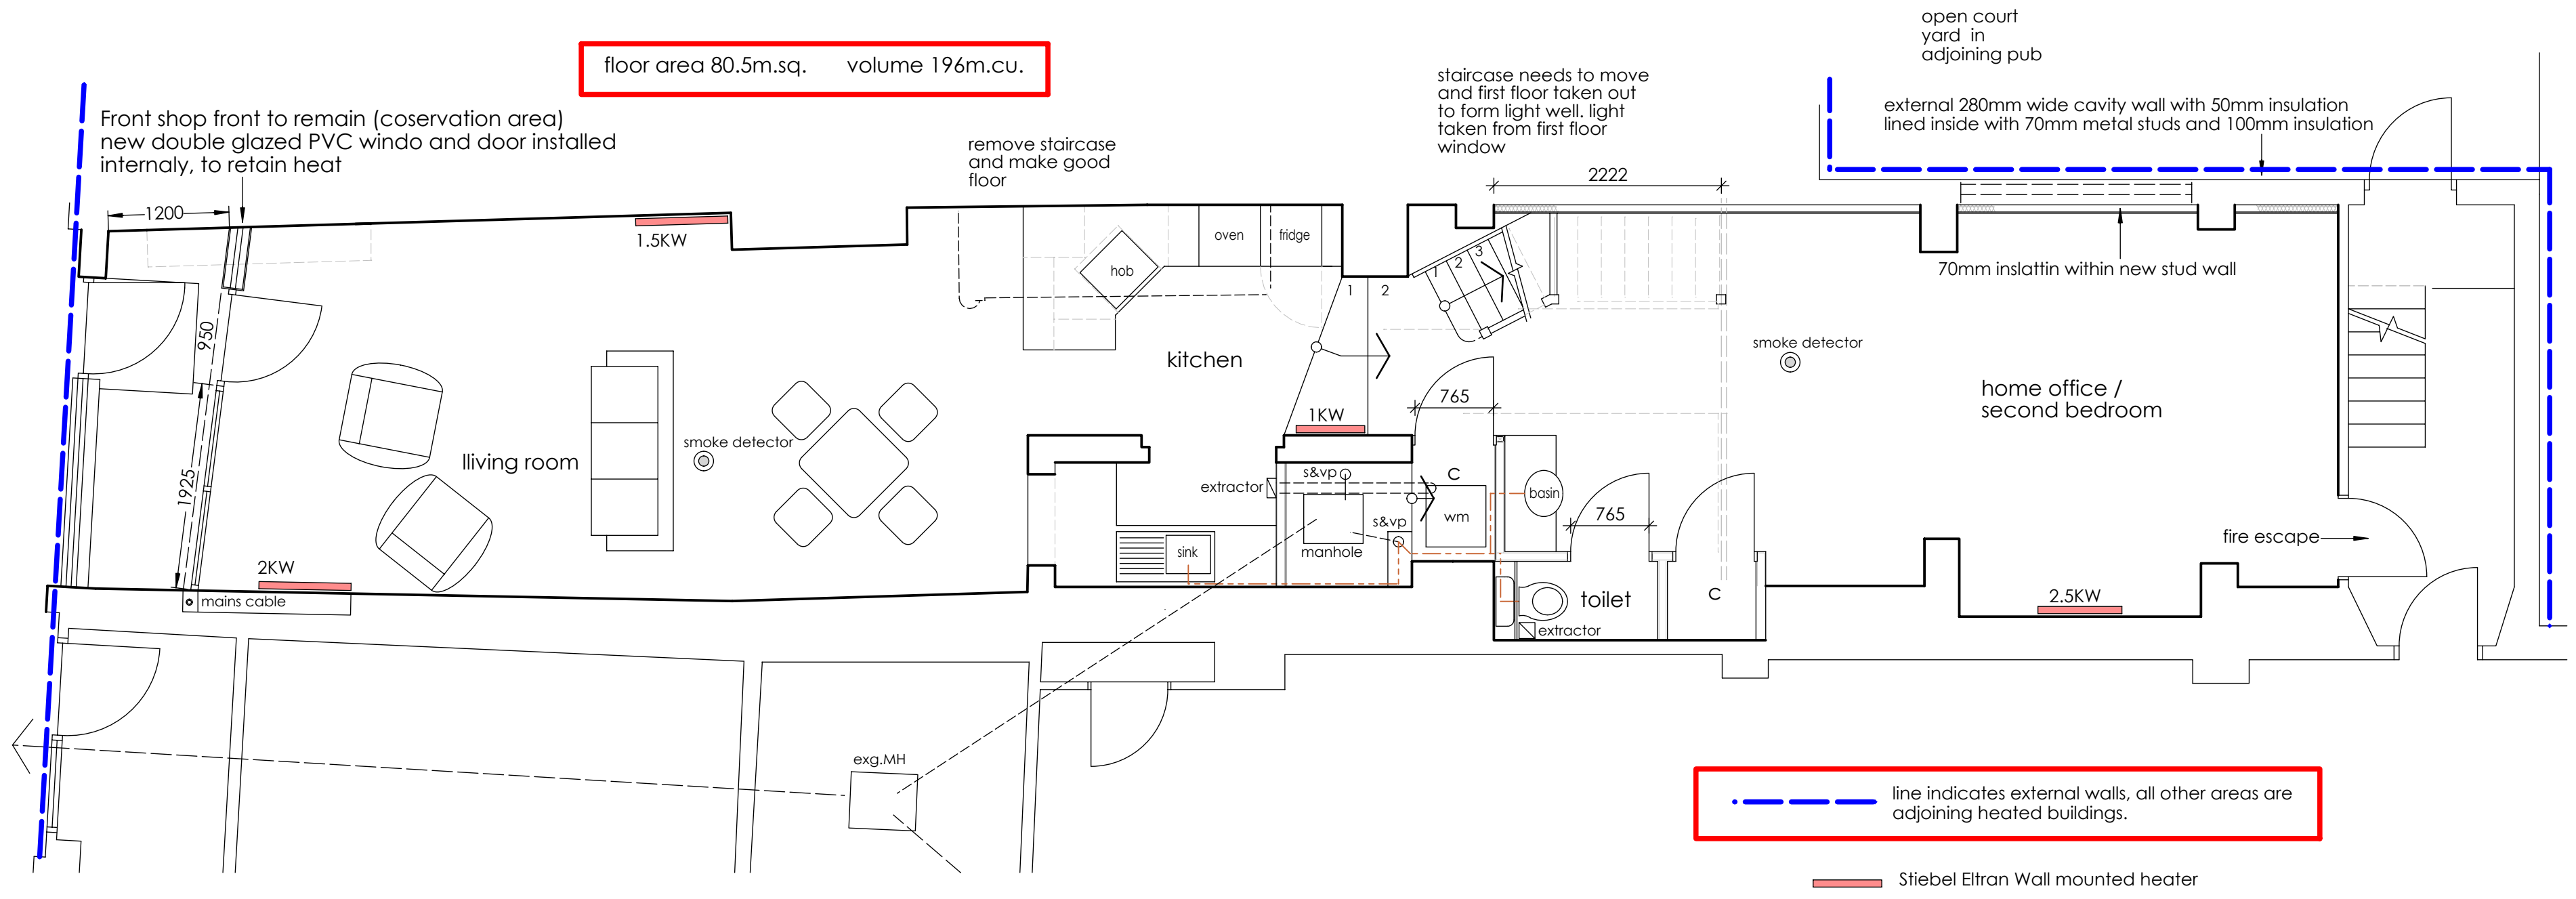 open court
yard  in
adjoining pub
floor area 80.5m.sq.    volume 196m.cu.
staircase needs to move
and first floor taken out
to form light well. light
taken from first floor
window
external 280mm wide cavity wall with 50mm insulation
lined inside with 70mm metal studs and 100mm insulation
Front shop front to remain (coservation area)
new double glazed PVC windo and door installed
internaly, to retain heat
remove staircase
and make good
floor
2222
1200
1.5KW
oven
fridge
hob
1
2
1
2
3
70mm inslattin within new stud wall
950
kitchen
smoke detector
home office /
second bedroom
765
1KW
smoke detector
lliving room
1925
s&vp
C
extractor
basin
wm
s&vp
765
sink
manhole
fire escape
2KW
mains cable
toilet
C
2.5KW
extractor
exg.MH
line indicates external walls, all other areas are
adjoining heated buildings.
Stiebel Eltran Wall mounted heater